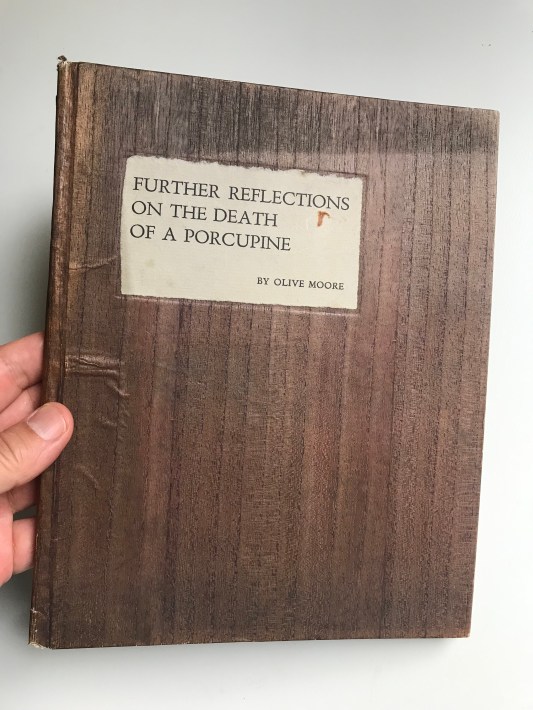 FURTHER REFLECTIONS
ON THE DEATH
OF A PORCUPINE
BY OLIVE MOORE